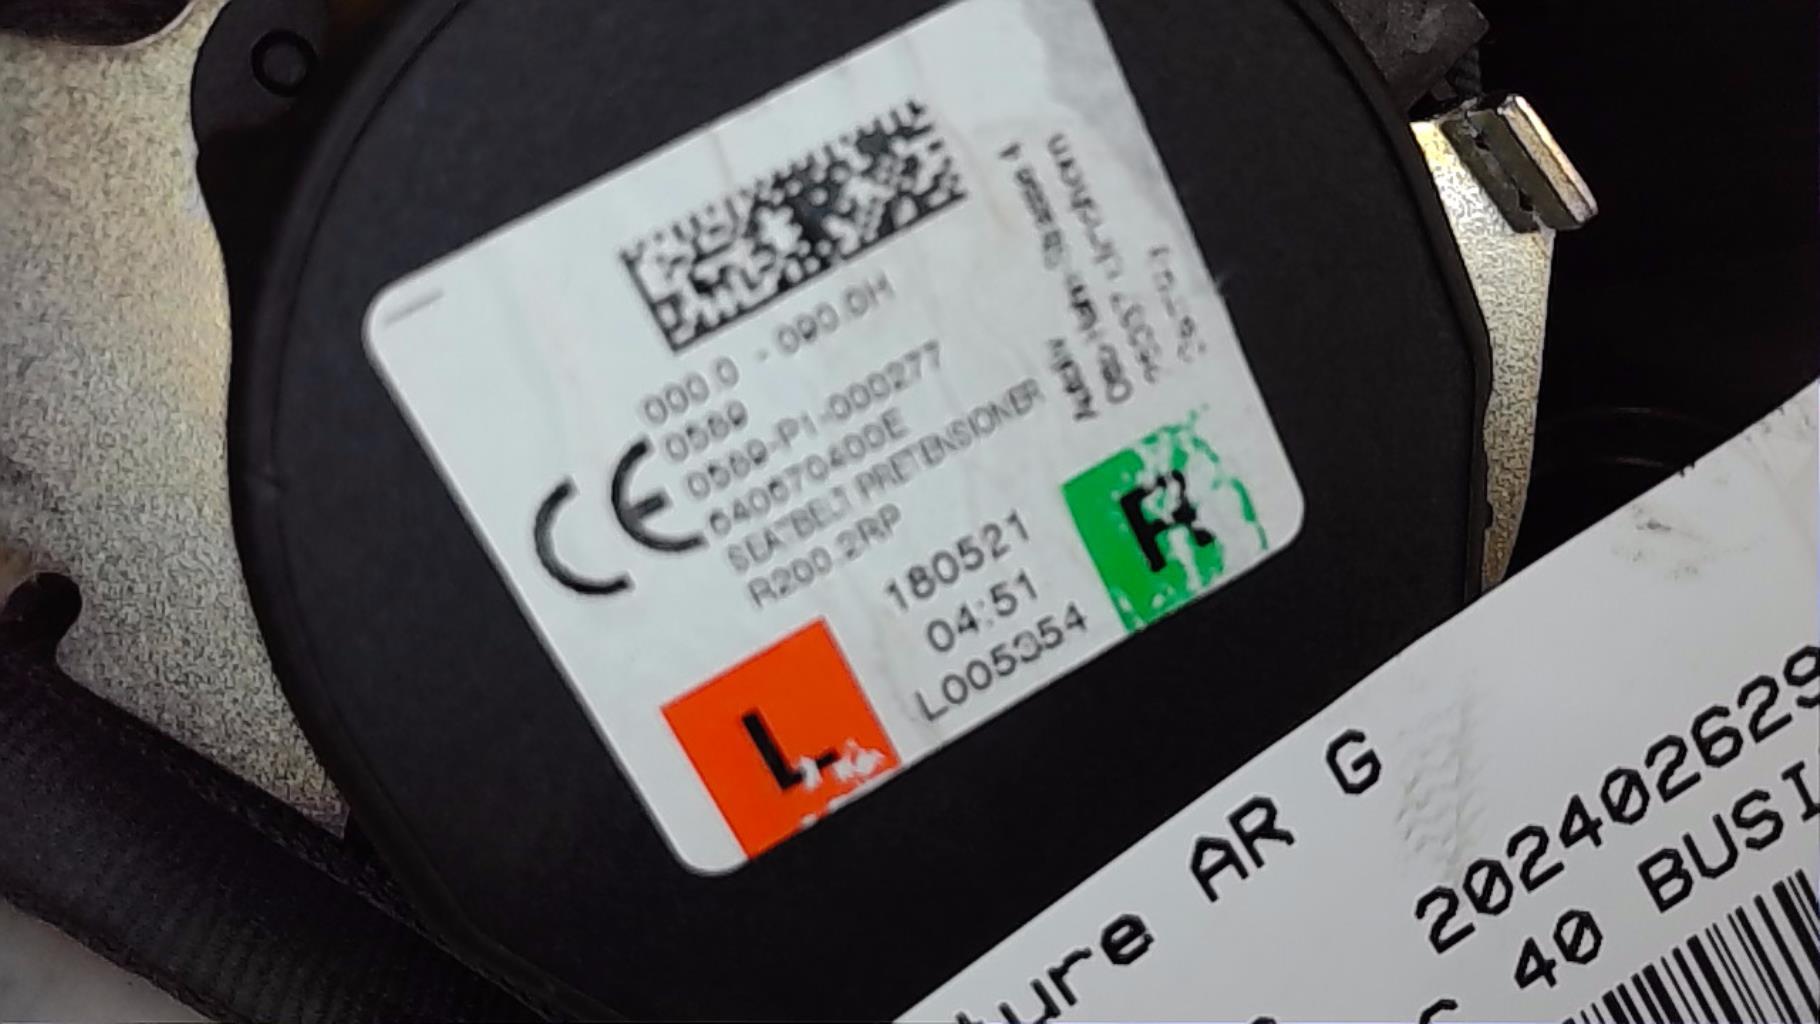 000.0 - 090.0H
0589
CE
0589-PI-000277
640670400E
SEATBELT PRETENSIONER
R200.2RP
180521
04:51
L005354
L
R
Autoliv
Otto Hahn Strasse 4
ture AR G
202402629
40 BUSI